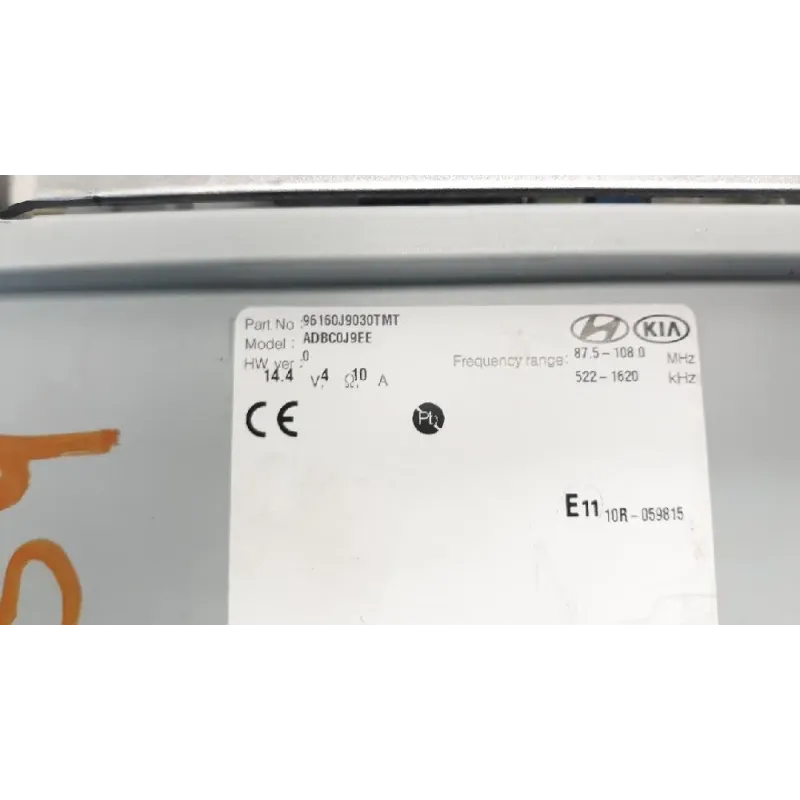 Part No : 96160J9030TMT
Model : ADBC0J9EE
HW ver : 0
14.4 V, 4 Ω, 10 A
KIA
Frequency range: 87.5-108.0 MHz
522-1620 kHz
CE
Pb
E11 10R-059815